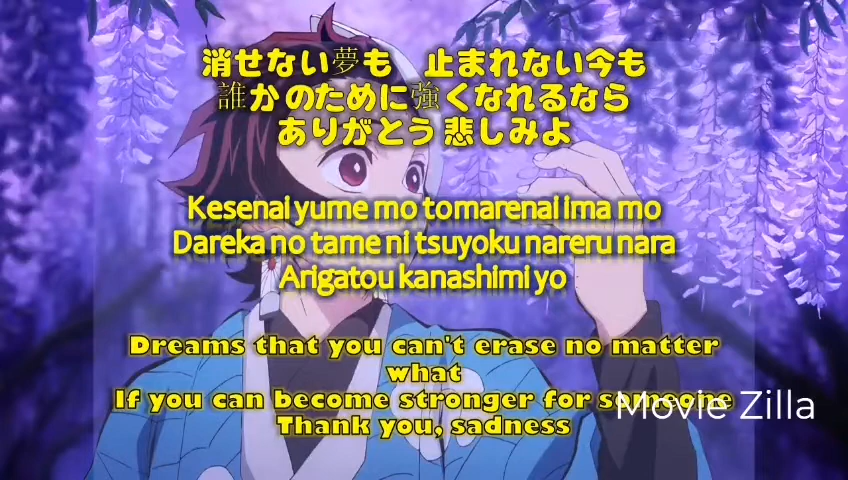 消せない夢も　止まれない今も
誰かのために強くなれるなら
ありがとう 悲しみよ
Kesenai yume mo tomarenai ima mo
Dareka no tame ni tsuyoku nareru nara
Arigatou kanashimi yo
Dreams that you can't erase no matter
what
If you can become stronger for someone
Thank you, sadness
Movie Zilla